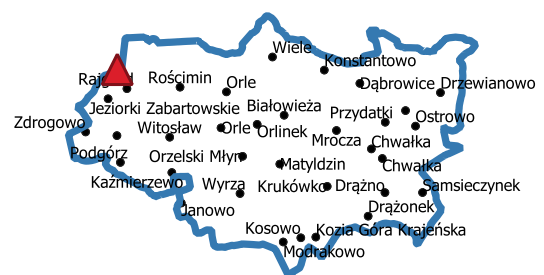 Wiele
Konstantowo
Rościmin
Orle
Dąbrowice
Drzewianowo
Jeziorki Zabartowskie
Białowieża
Przydatki
Ostrowo
Zdrogowo
Witosław
Orle
Orlinek
Mrocza
Chwałka
Podgórz
Orzelski Młyn
Matyldzin
Chwałka
Kaźmierzewo
Wyrza
Krukówko
Drążno
Samsieczynek
Janowo
Drążonek
Kosowo
Kozia Góra Krajeńska
Modrakowo